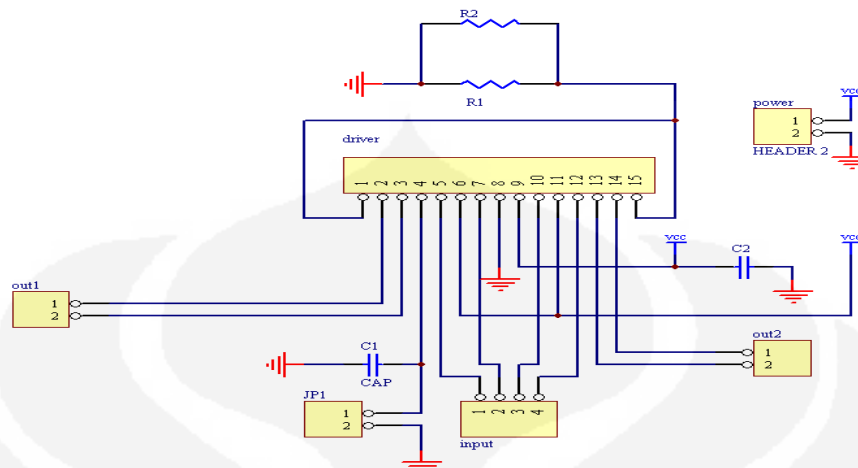 R2
R1
power
vcc
1
2
HEADER 2
driver
1 2 3 4 5 6 7 8 9 10 11 12 13 14 15
vcc
C2
vcc
out1
1
2
out2
1
2
C1
CAP
JP1
1
2
1 2 3 4
input